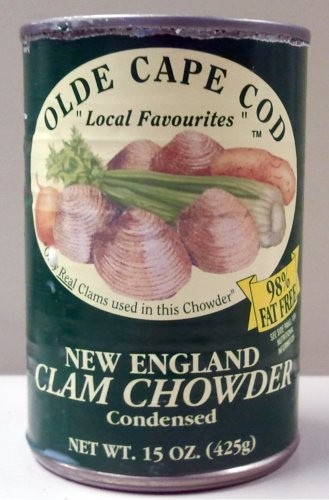 OLDE CAPE COD
"Local Favourites"
TM
Real Clams used in this Chowder"
98%
FAT FREE
NEW ENGLAND
CLAM CHOWDER
Condensed
NET WT. 15 OZ. (425g)